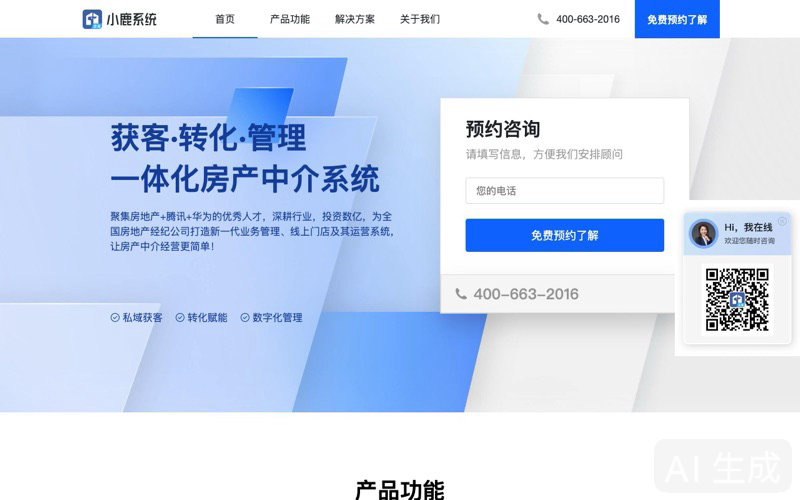 小鹿系统
首页 产品功能 解决方案 关于我们 400-663-2016 免费预约了解
获客·转化·管理
一体化房产中介系统
聚集房地产+腾讯+华为的优秀人才，深耕行业，投资数亿，为全
国房地产经纪公司打造新一代业务管理、线上门店及其运营系统，
让房产中介经营更简单！
私域获客 转化赋能 数字化管理
预约咨询
请填写信息，方便我们安排顾问
您的电话
免费预约了解
400-663-2016
Hi，我在线
欢迎您随时咨询
产品功能
AI 生成